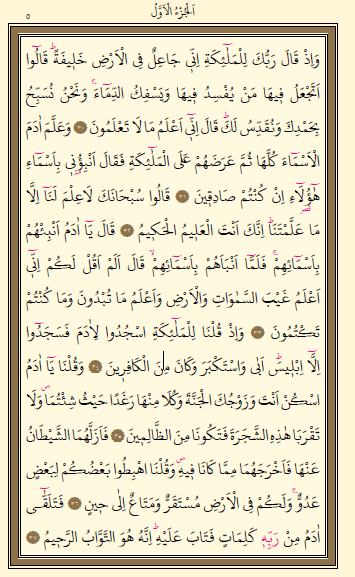 اَلْجُزْءُ الْاَوَّلُ
٥
وَاِذْ قَالَ رَبُّكَ لِلْمَلٰٓئِكَةِ اِنّ۪ي جَاعِلٌ فِي الْاَرْضِ خَل۪يفَةًۜ قَالُٓوا
اَتَجْعَلُ ف۪يهَا مَنْ يُفْسِدُ ف۪يهَا وَيَسْفِكُ الدِّمَٓاءَۚ وَنَحْنُ نُسَبِّحُ
بِحَمْدِكَ وَنُقَدِّسُ لَكَۜ قَالَ اِنّ۪ٓي اَعْلَمُ مَا لَا تَعْلَمُونَ ﴿٣٠﴾ وَعَلَّمَ اٰدَمَ
الْاَسْمَٓاءَ كُلَّهَا ثُمَّ عَرَضَهُمْ عَلَى الْمَلٰٓئِكَةِ فَقَالَ اَنْبِؤُ۫ن۪ي بِاَسْمَٓاءِ
هٰٓؤُ۬لَٓاءِ اِنْ كُنْتُمْ صَادِق۪ينَ ﴿٣١﴾ قَالُوا سُبْحَانَكَ لَا عِلْمَ لَنَٓا اِلَّا
مَا عَلَّمْتَنَاۜ اِنَّكَ اَنْتَ الْعَل۪يمُ الْحَك۪يمُ ﴿٣٢﴾ قَالَ يَٓا اٰدَمُ اَنْبِئْهُمْ
بِاَسْمَٓائِهِمْۚ فَلَمَّٓا اَنْبَاَهُمْ بِاَسْمَٓائِهِمْۙ قَالَ اَلَمْ اَقُلْ لَكُمْ اِنّ۪ٓي
اَعْلَمُ غَيْبَ السَّمٰوَاتِ وَالْاَرْضِ وَاَعْلَمُ مَا تُبْدُونَ وَمَا كُنْتُمْ
تَكْتُمُونَ ﴿٣٣﴾ وَاِذْ قُلْنَا لِلْمَلٰٓئِكَةِ اسْجُدُوا لِاٰدَمَ فَسَجَدُٓوا
اِلَّٓا اِبْل۪يسَۜ اَبٰى وَاسْتَكْبَرَ وَكَانَ مِنَ الْكَافِر۪ينَ ﴿٣٤﴾ وَقُلْنَا يَٓا اٰدَمُ
اسْكُنْ اَنْتَ وَزَوْجُكَ الْجَنَّةَ وَكُلَا مِنْهَا رَغَدًا حَيْثُ شِئْتُمَاۖ وَلَا
تَقْرَبَا هٰذِهِ الشَّجَرَةَ فَتَكُونَا مِنَ الظَّالِم۪ينَ ﴿٣٥﴾ فَاَزَلَّهُمَا الشَّيْطَانُ
عَنْهَا فَاَخْرَجَهُمَا مِمَّا كَانَا ف۪يهِۖ وَقُلْنَا اهْبِطُوا بَعْضُكُمْ لِبَعْضٍ
عَدُوٌّۚ وَلَكُمْ فِي الْاَرْضِ مُسْتَقَرٌّ وَمَتَاعٌ اِلٰى ح۪ينٍ ﴿٣٦﴾ فَتَلَقّٰٓى
اٰدَمُ مِنْ رَبِّه۪ كَلِمَاتٍ فَتَابَ عَلَيْهِۜ اِنَّهُ هُوَ التَّوَّابُ الرَّح۪يمُ ﴿٣٧﴾